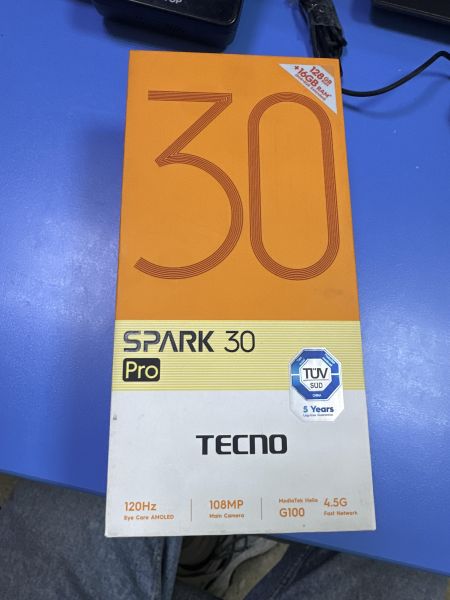 128GB
+16GB RAM*
30
SPARK 30
Pro
TÜV
SÜD
5 Years
TECNO
120Hz
Eye Care AMOLED
108MP
Main Camera
MediaTek Helio
G100
4.5G
Fast Network